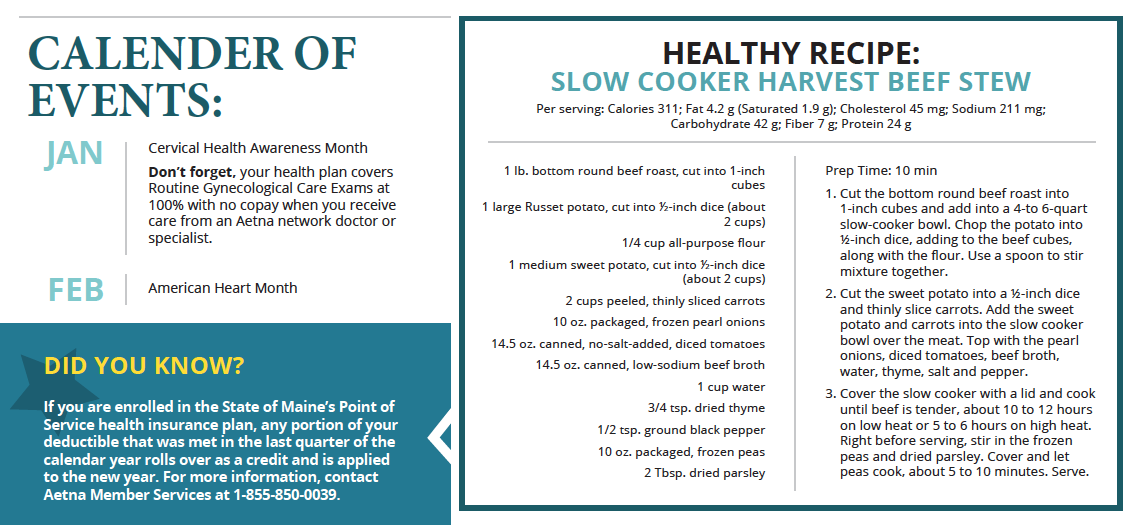 CALENDER OF
EVENTS:
JAN
Cervical Health Awareness Month
Don't forget, your health plan covers
Routine Gynecological Care Exams at
100% with no copay when you receive
care from an Aetna network doctor or
specialist.
FEB
American Heart Month
DID YOU KNOW?
If you are enrolled in the State of Maine's Point of
Service health insurance plan, any portion of your
deductible that was met in the last quarter of the
calendar year rolls over as a credit and is applied
to the new year. For more information, contact
Aetna Member Services at 1-855-850-0039.
HEALTHY RECIPE:
SLOW COOKER HARVEST BEEF STEW
Per serving: Calories 311; Fat 4.2 g (Saturated 1.9 g); Cholesterol 45 mg; Sodium 211 mg;
Carbohydrate 42 g; Fiber 7 g; Protein 24 g
1 lb. bottom round beef roast, cut into 1-inch
cubes
1 large Russet potato, cut into ½-inch dice (about
2 cups)
1/4 cup all-purpose flour
1 medium sweet potato, cut into ½-inch dice
(about 2 cups)
2 cups peeled, thinly sliced carrots
10 oz. packaged, frozen pearl onions
14.5 oz. canned, no-salt-added, diced tomatoes
14.5 oz. canned, low-sodium beef broth
1 cup water
3/4 tsp. dried thyme
1/2 tsp. ground black pepper
10 oz. packaged, frozen peas
2 Tbsp. dried parsley
Prep Time: 10 min
1. Cut the bottom round beef roast into
1-inch cubes and add into a 4-to 6-quart
slow-cooker bowl. Chop the potato into
½-inch dice, adding to the beef cubes,
along with the flour. Use a spoon to stir
mixture together.
2. Cut the sweet potato into a ½-inch dice
and thinly slice carrots. Add the sweet
potato and carrots into the slow cooker
bowl over the meat. Top with the pearl
onions, diced tomatoes, beef broth,
water, thyme, salt and pepper.
3. Cover the slow cooker with a lid and cook
until beef is tender, about 10 to 12 hours
on low heat or 5 to 6 hours on high heat.
Right before serving, stir in the frozen
peas and dried parsley. Cover and let
peas cook, about 5 to 10 minutes. Serve.